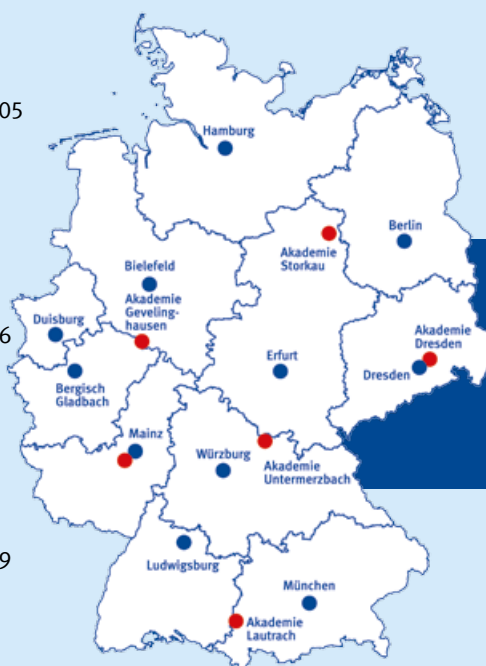 05
Hamburg
Berlin
Akademie
Storkau
Bielefeld
Akademie
Geveling-
hausen
Duisburg
6
Akademie
Dresden
Erfurt
Dresden
Bergisch
Gladbach
Mainz
Würzburg
Akademie
Untermerzbach
9
Ludwigsburg
München
Akademie
Lautrach